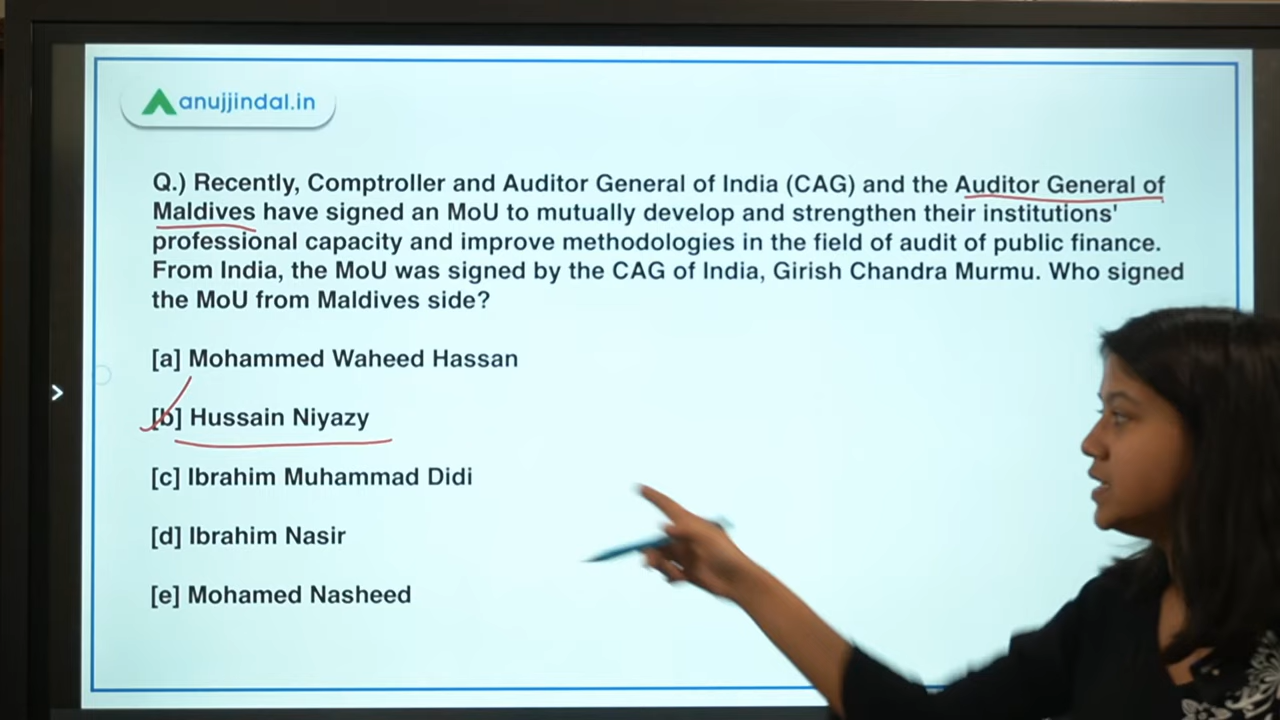 anujjindal.in
Q.) Recently, Comptroller and Auditor General of India (CAG) and the Auditor General of
Maldives have signed an MoU to mutually develop and strengthen their institutions'
professional capacity and improve methodologies in the field of audit of public finance.
From India, the MoU was signed by the CAG of India, Girish Chandra Murmu. Who signed
the MoU from Maldives side?
[a] Mohammed Waheed Hassan
[b] Hussain Niyazy
[c] Ibrahim Muhammad Didi
[d] Ibrahim Nasir
[e] Mohamed Nasheed